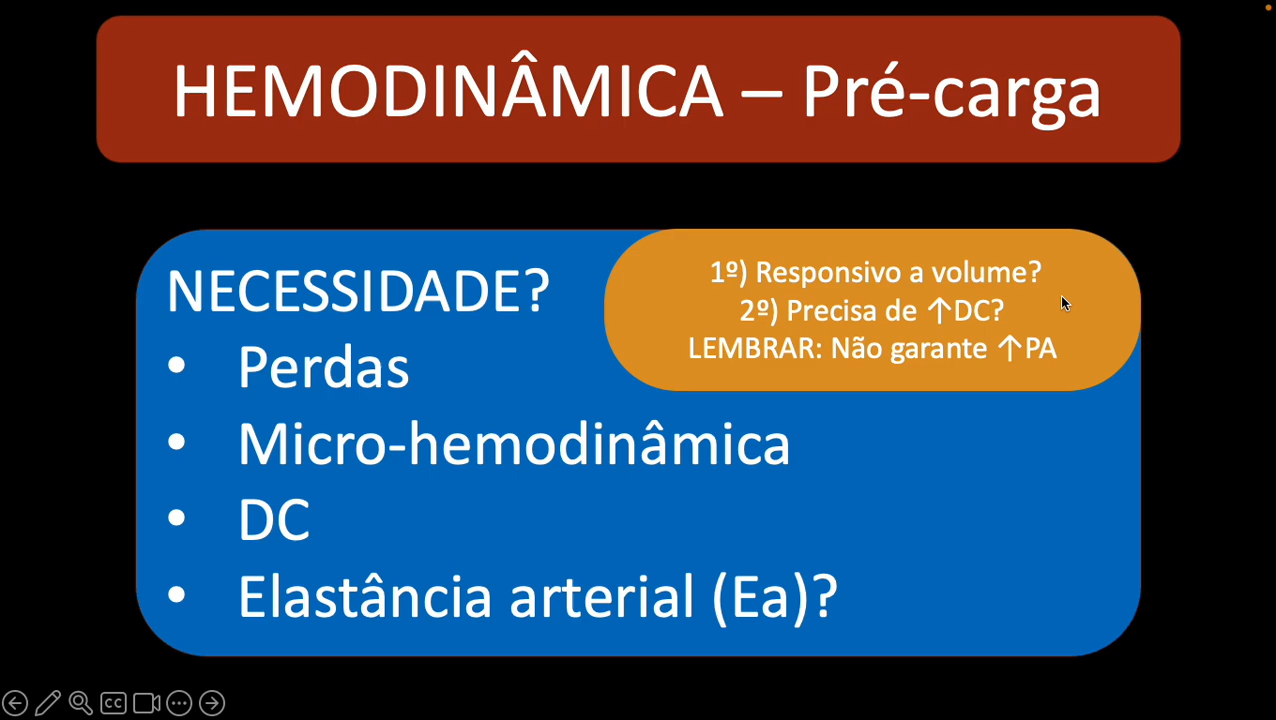 HEMODINÂMICA – Pré-carga
NECESSIDADE?
1º) Responsivo a volume?
2º) Precisa de ↑DC?
LEMBRAR: Não garante ↑PA
• Perdas
• Micro-hemodinâmica
• DC
• Elastância arterial (Ea)?
CC